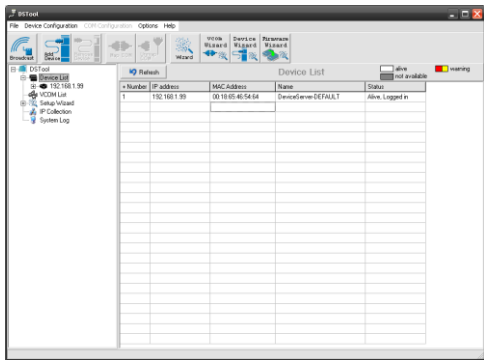 DSTool
File Device Configuration COM Configuration Options Help
Broadcast Add Device Wizard VCOM Wizard Device Wizard Firmware Wizard
DSTool
Device List
192.168.1.99
VCOM List
Setup Wizard
IP Collection
System Log
Refresh Device List alive warning
not available
Number IP address MAC Address Name Status
1 192.168.1.99 00.18.65.46.54.64 DeviceServer-DEFAULT Alive, Logged in